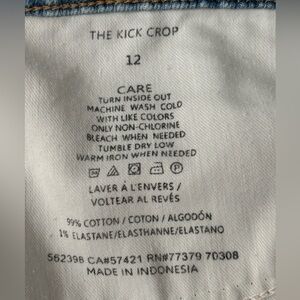 THE KICK CROP
12
CARE
TURN INSIDE OUT
MACHINE WASH COLD
WITH LIKE COLORS
ONLY NON-CHLORINE
BLEACH WHEN NEEDED
TUMBLE DRY LOW
WARM IRON WHEN NEEDED
LAVER À L'ENVERS /
VOLTEAR AL REVÉS
99% COTTON / COTON / ALGODÓN
1% ELASTANE/ELASTHANNE/ELASTANO
56239B CA#57421 RN#77379 70308
MADE IN INDONESIA